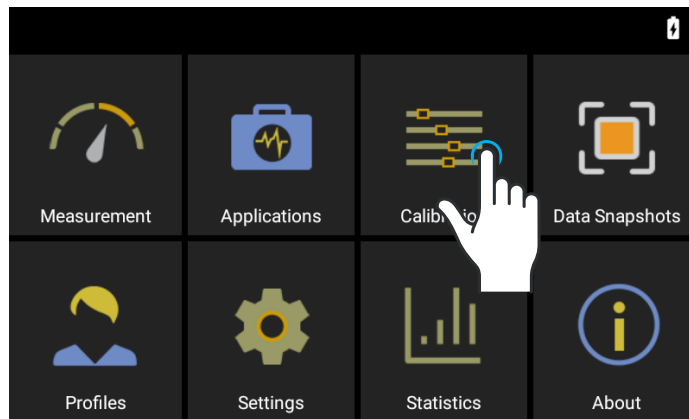 Measurement
Applications
Data Snapshots
Profiles
Settings
Statistics
About